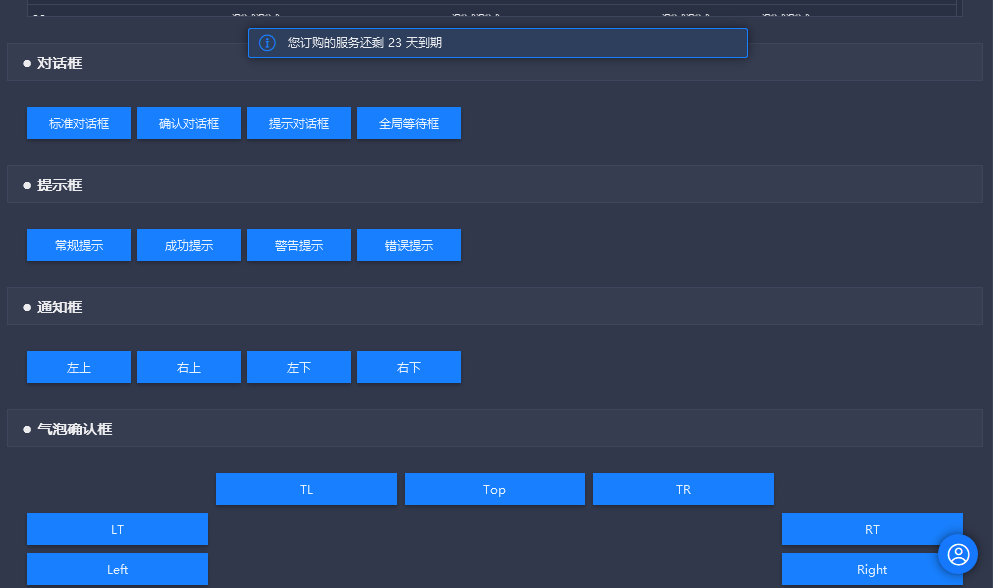 您订购的服务还剩 23 天到期
● 对话框
标准对话框 确认对话框 提示对话框 全局等待框
● 提示框
常规提示 成功提示 警告提示 错误提示
● 通知框
左上 右上 左下 右下
● 气泡确认框
TL Top TR
LT RT
Left Right